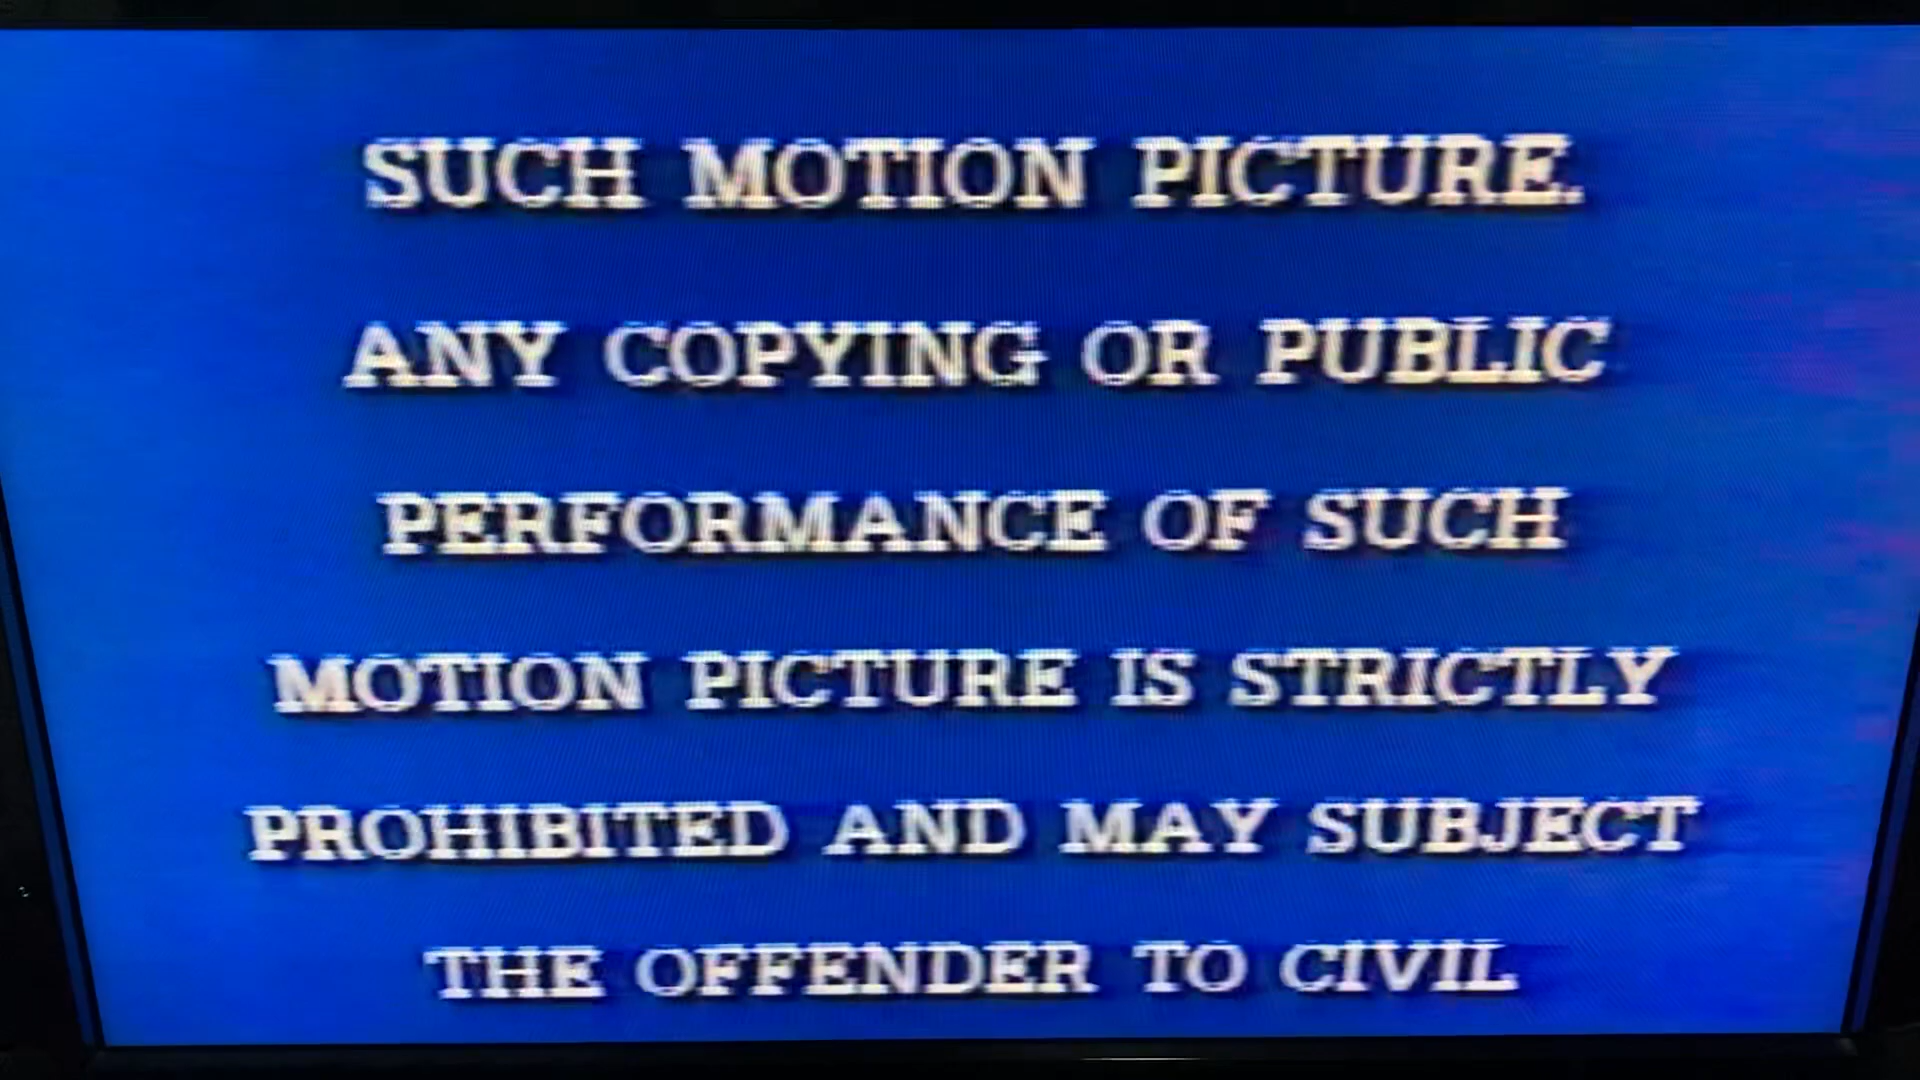 SUCH MOTION PICTURE.
ANY COPYING OR PUBLIC
PERFORMANCE OF SUCH
MOTION PICTURE IS STRICTLY
PROHIBITED AND MAY SUBJECT
THE OFFENDER TO CIVIL